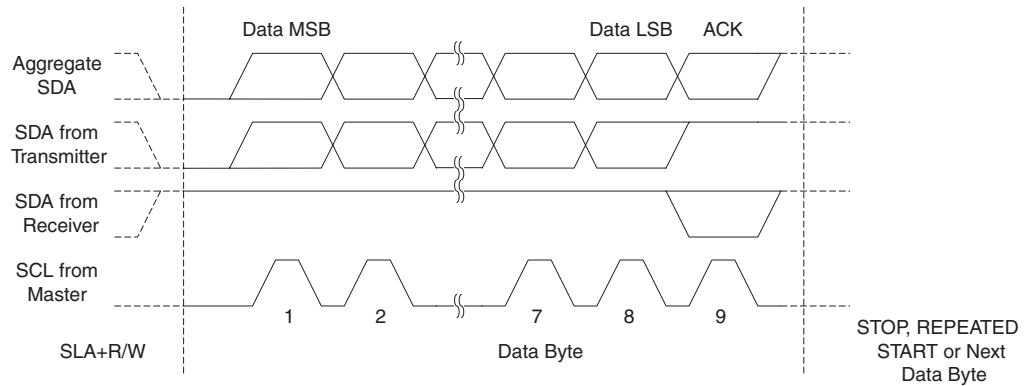 Data MSB
Data LSB
ACK
Aggregate
SDA
SDA from
Transmitter
SDA from
Receiver
SCL from
Master
1
2
7
8
9
SLA+R/W
Data Byte
STOP, REPEATED
START or Next
Data Byte